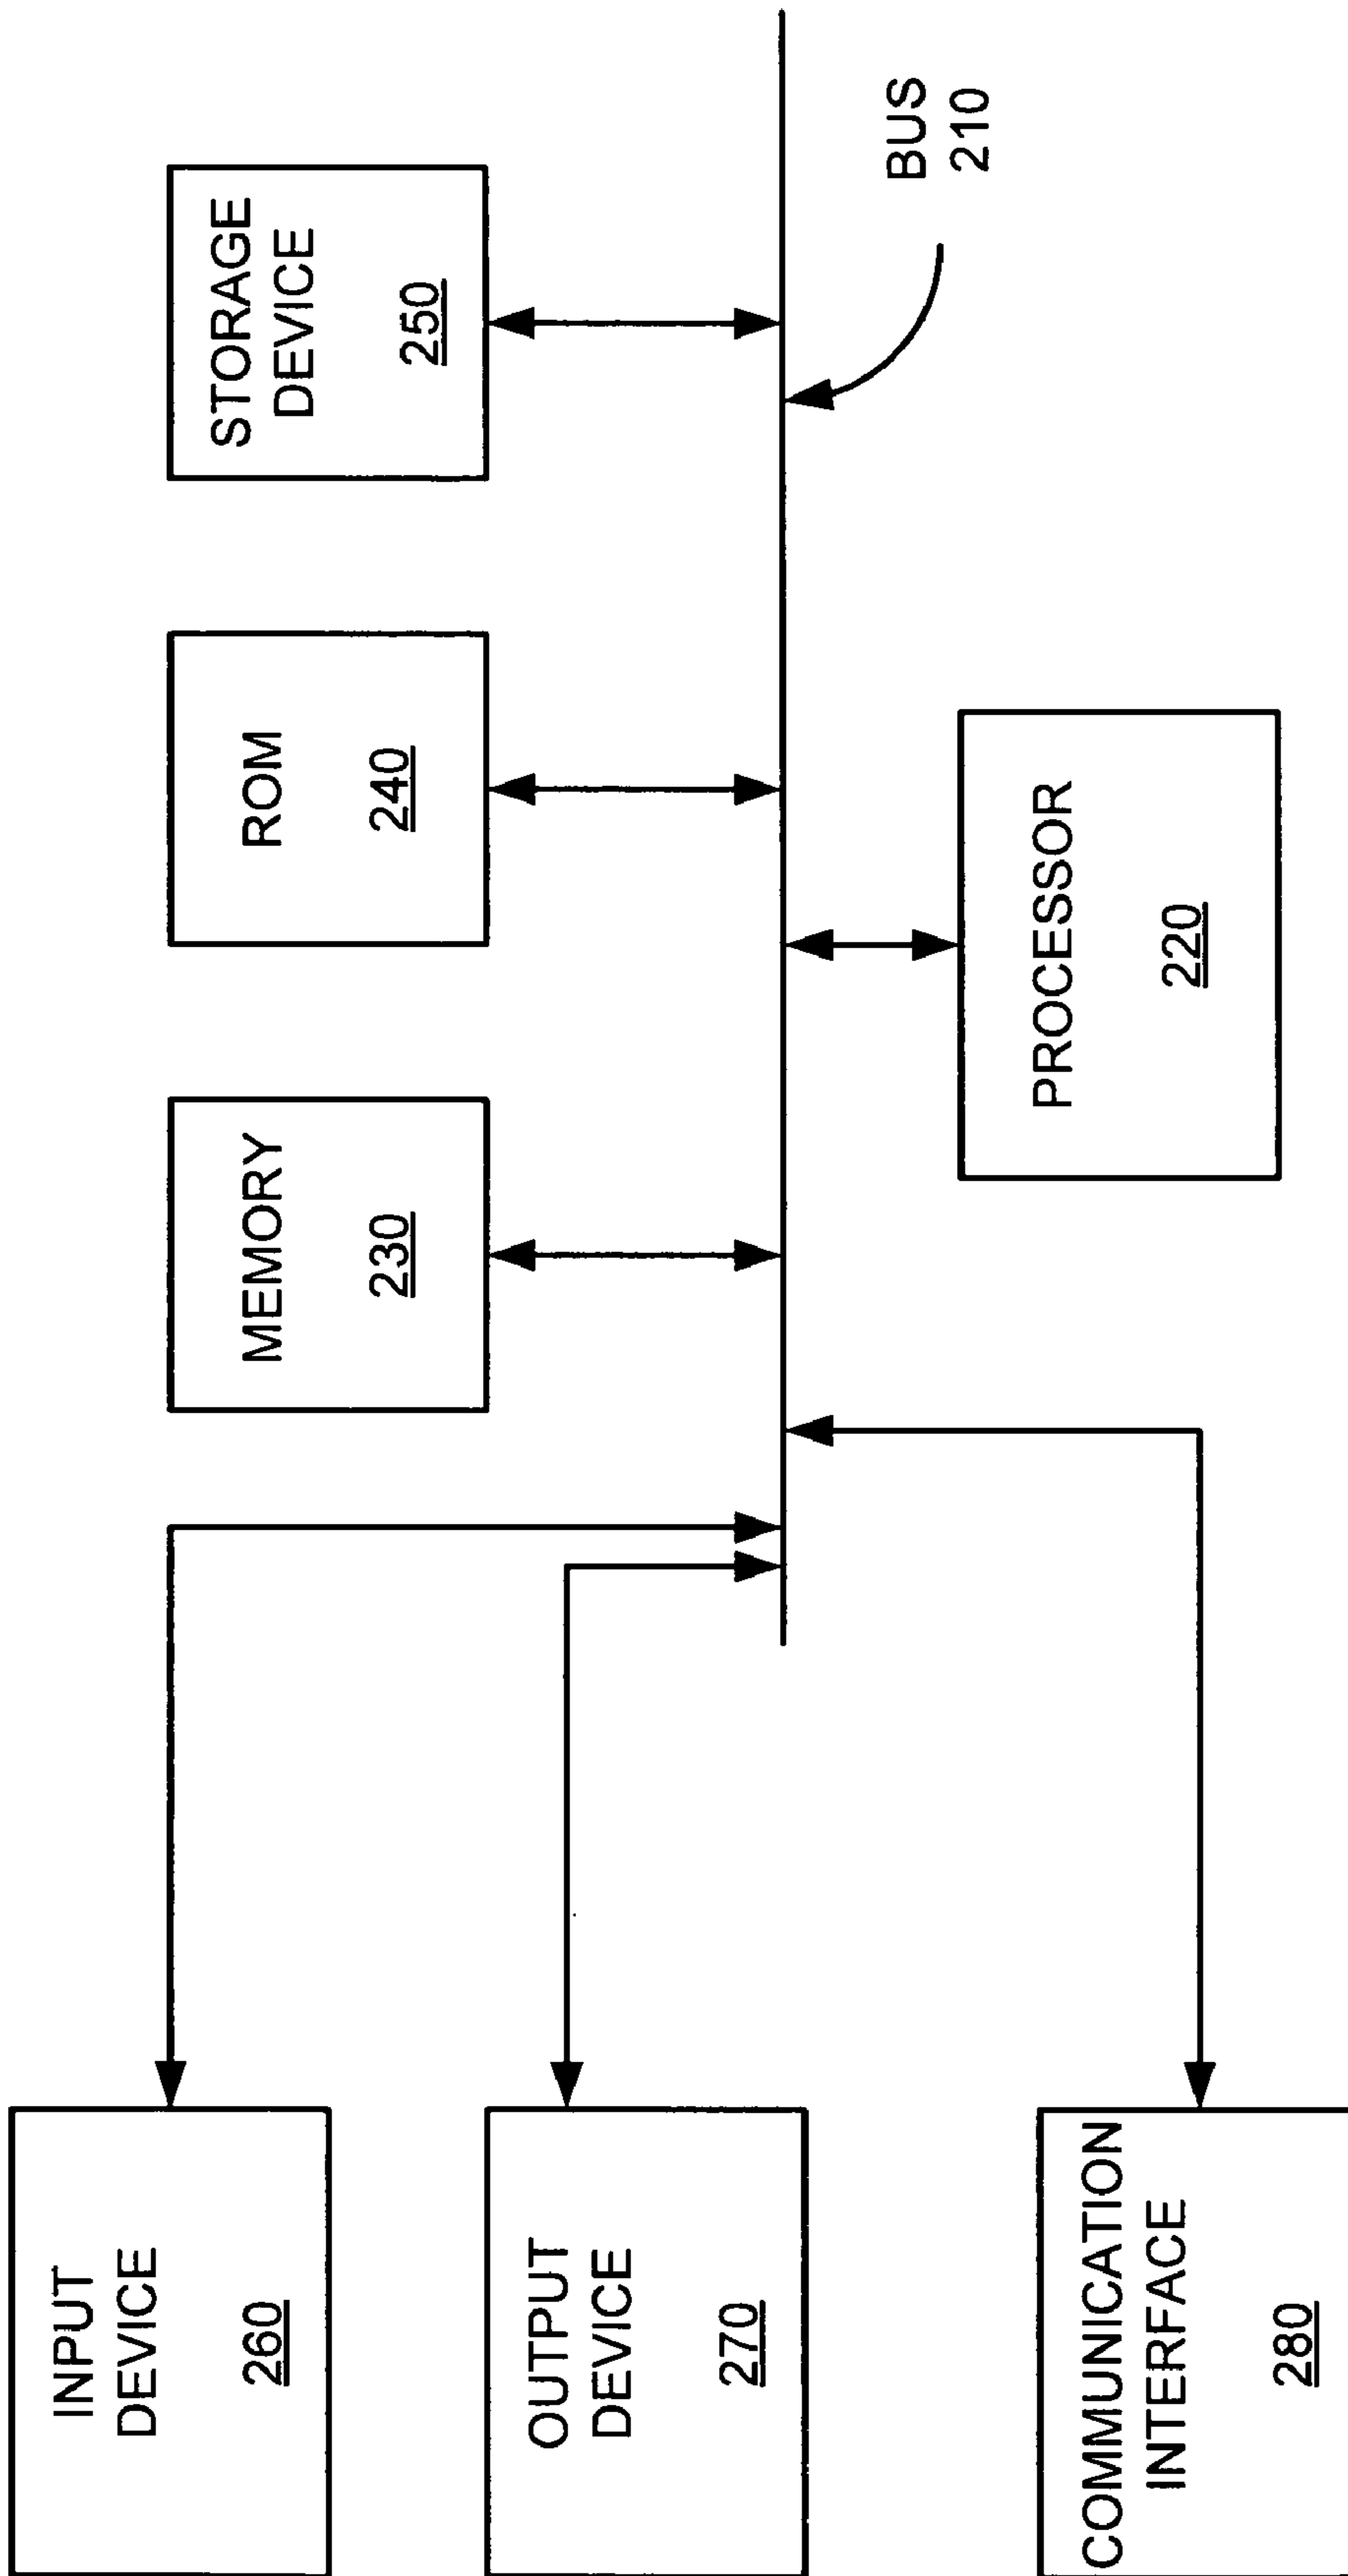 INPUT
DEVICE
260
OUTPUT
DEVICE
270
COMMUNICATION
INTERFACE
280
MEMORY
230
ROM
240
STORAGE
DEVICE
250
PROCESSOR
220
BUS
210